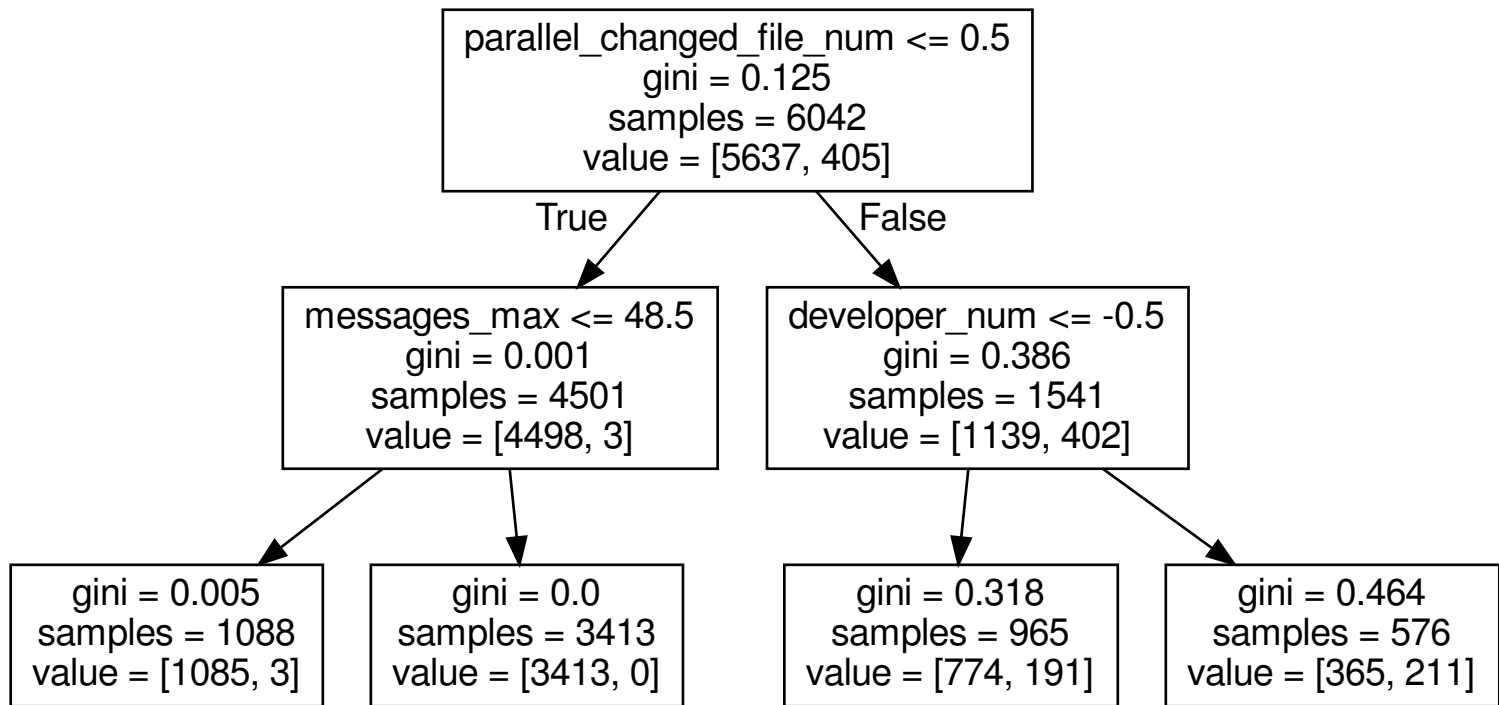 parallel_changed_file_num <= 0.5
gini = 0.125
samples = 6042
value = [5637, 405]
True
False
messages_max <= 48.5
gini = 0.001
samples = 4501
value = [4498, 3]
developer_num <= -0.5
gini = 0.386
samples = 1541
value = [1139, 402]
gini = 0.005
samples = 1088
value = [1085, 3]
gini = 0.0
samples = 3413
value = [3413, 0]
gini = 0.318
samples = 965
value = [774, 191]
gini = 0.464
samples = 576
value = [365, 211]